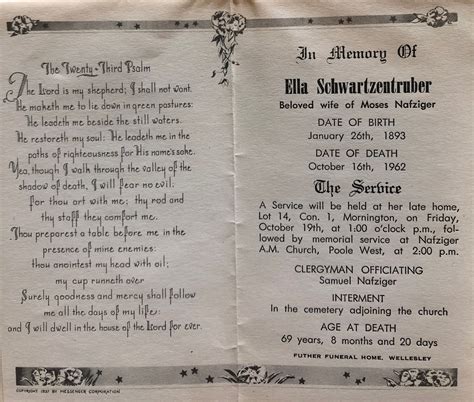 The Twenty-Third Psalm
The Lord is my shepherd; I shall not want.
He maketh me to lie down in green pastures:
He leadeth me beside the still waters.
He restoreth my soul: He leadeth me in the
paths of righteousness for His name's sake.
Yea, though I walk through the valley of the
shadow of death, I will fear no evil:
for thou art with me; thy rod and
thy staff they comfort me.
Thou preparest a table before me in the
presence of mine enemies:
thou anointest my head with oil;
my cup runneth over
Surely goodness and mercy shall follow
me all the days of my life:
and I will dwell in the house of the Lord for ever.
COPYRIGHT 1937 BY MESSENGER CORPORATION
In Memory Of
Ella Schwartzentruber
Beloved wife of Moses Nafziger
DATE OF BIRTH
January 26th, 1893
DATE OF DEATH
October 16th, 1962
The Service
A Service will be held at her late home,
Lot 14, Con. 1, Mornington, on Friday,
October 19th, at 1:00 o'clock p.m., fol-
lowed by memorial service at Nafziger
A.M. Church, Poole West, at 2:00 p.m.
CLERGYMAN OFFICIATING
Samuel Nafziger
INTERMENT
In the cemetery adjoining the church
AGE AT DEATH
69 years, 8 months and 20 days
FUTHER FUNERAL HOME, WELLESLEY